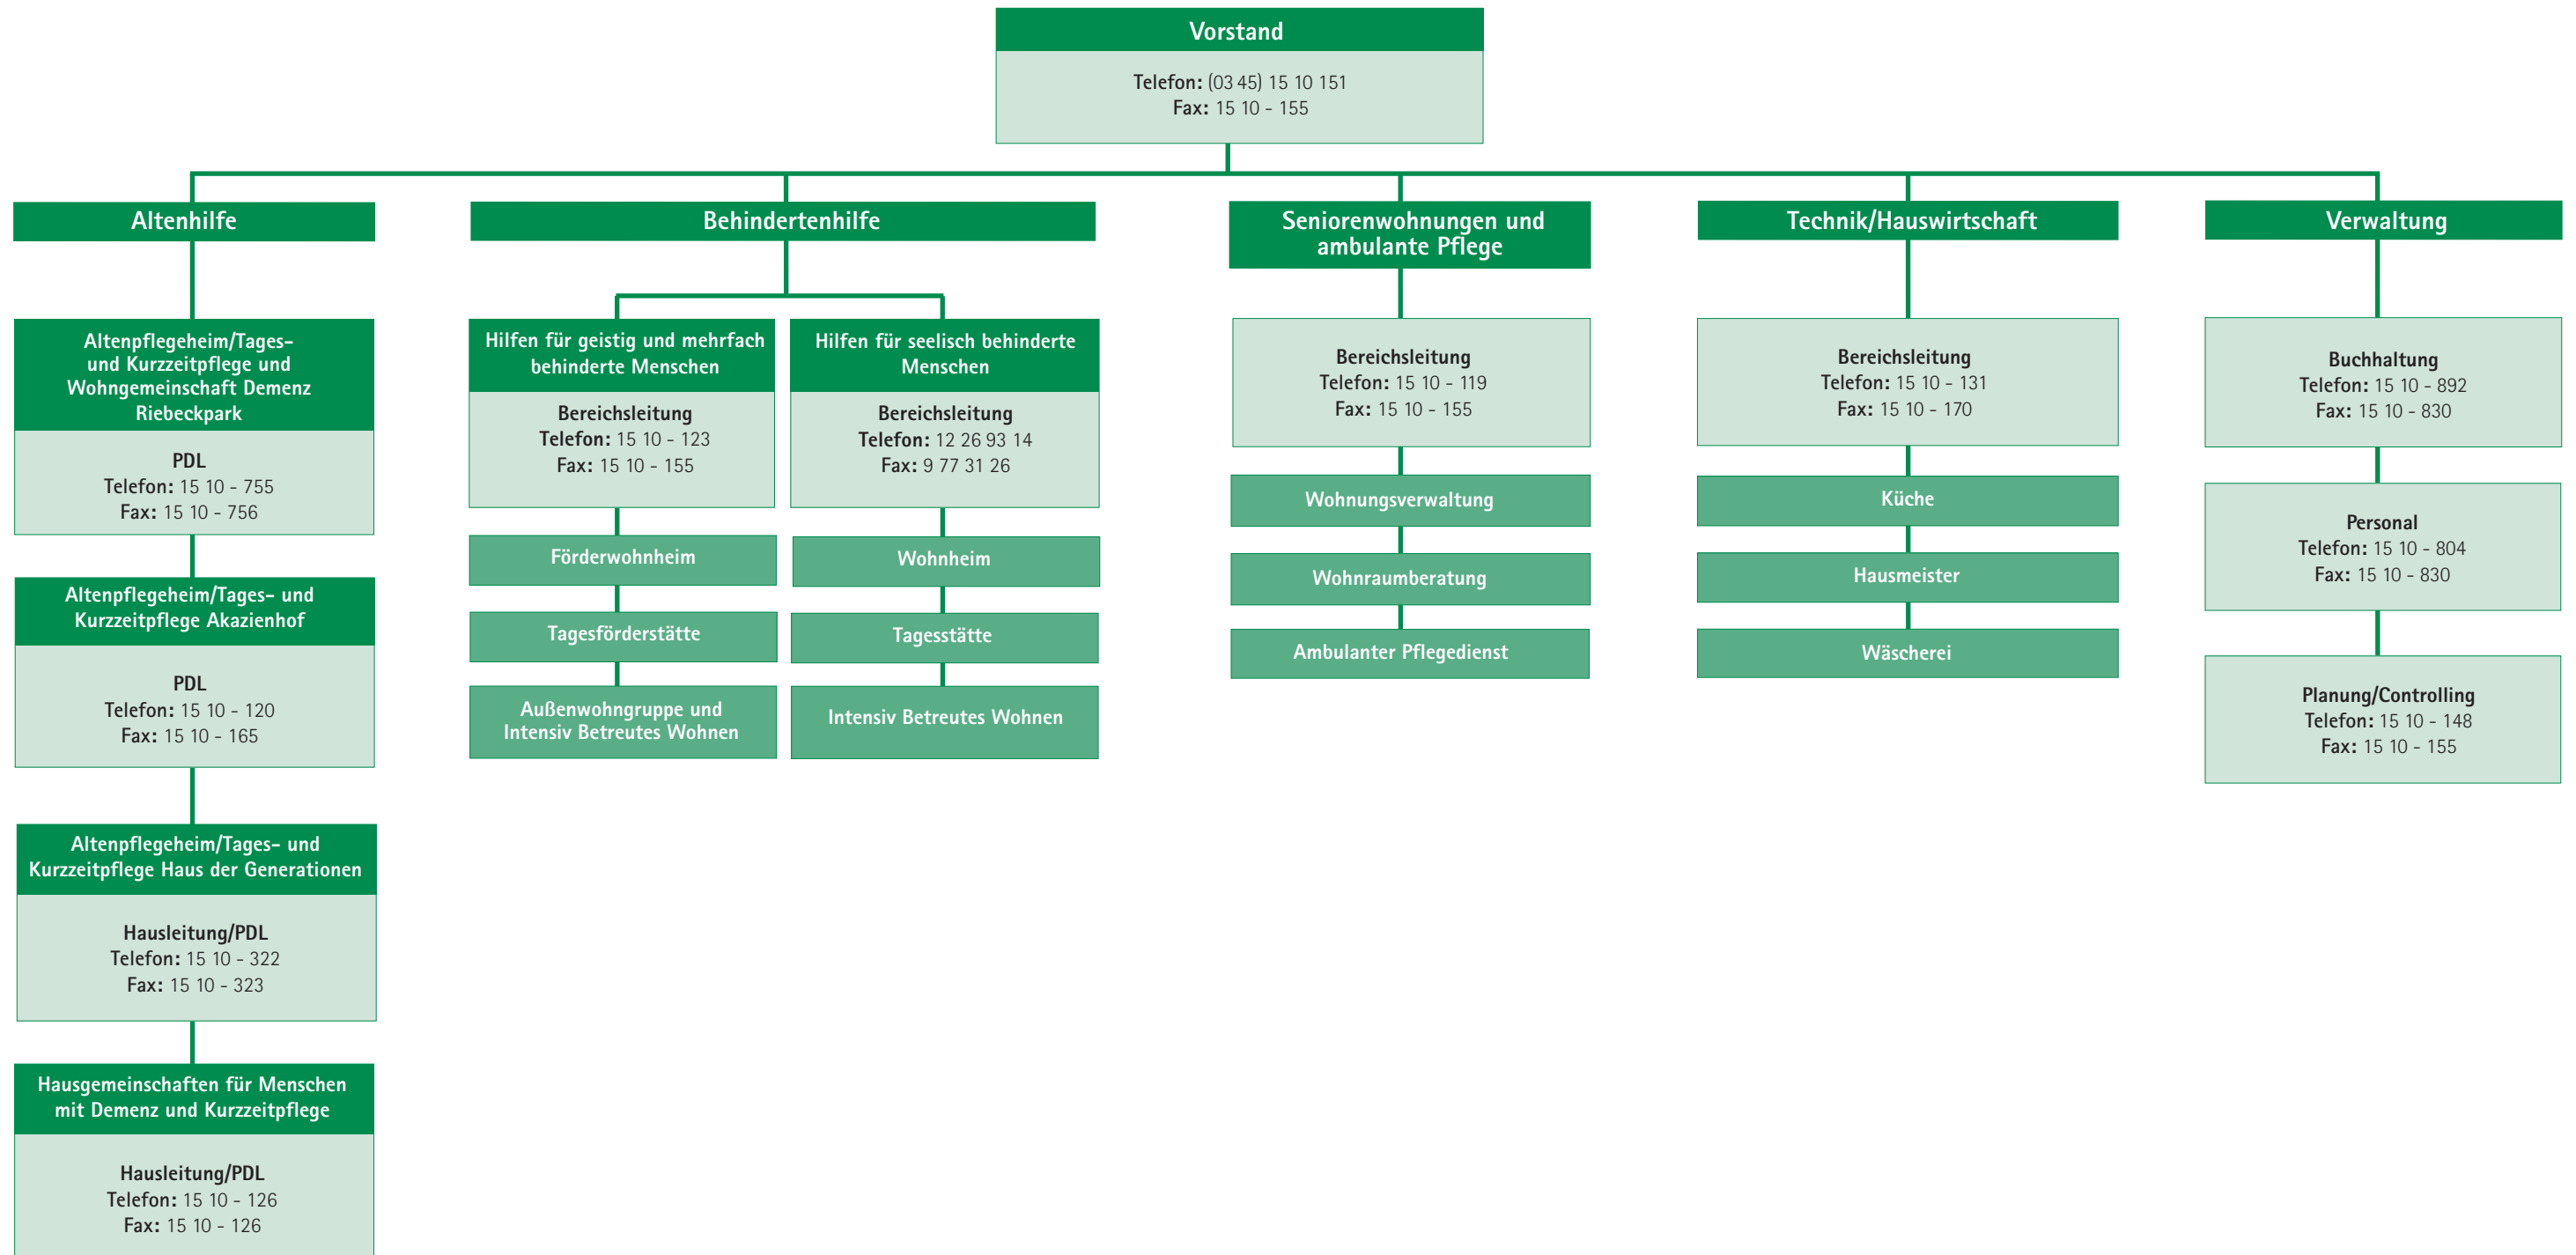 Vorstand
Telefon: (03 45) 15 10 151
Fax: 15 10 - 155
Altenhilfe
Altenpflegeheim/Tages-
und Kurzzeitpflege und
Wohngemeinschaft Demenz
Riebeckpark
PDL
Telefon: 15 10 - 755
Fax: 15 10 - 756
Altenpflegeheim/Tages- und
Kurzzeitpflege Akazienhof
PDL
Telefon: 15 10 - 120
Fax: 15 10 - 165
Altenpflegeheim/Tages- und
Kurzzeitpflege Haus der Generationen
Hausleitung/PDL
Telefon: 15 10 - 322
Fax: 15 10 - 323
Hausgemeinschaften für Menschen
mit Demenz und Kurzzeitpflege
Hausleitung/PDL
Telefon: 15 10 - 126
Fax: 15 10 - 126
Behindertenhilfe
Hilfen für geistig und mehrfach
behinderte Menschen
Bereichsleitung
Telefon: 15 10 - 123
Fax: 15 10 - 155
Förderwohnheim
Tagesförderstätte
Außenwohngruppe und
Intensiv Betreutes Wohnen
Hilfen für seelisch behinderte
Menschen
Bereichsleitung
Telefon: 12 26 93 14
Fax: 9 77 31 26
Wohnheim
Tagesstätte
Intensiv Betreutes Wohnen
Seniorenwohnungen und
ambulante Pflege
Bereichsleitung
Telefon: 15 10 - 119
Fax: 15 10 - 155
Wohnungsverwaltung
Wohnraumberatung
Ambulanter Pflegedienst
Technik/Hauswirtschaft
Bereichsleitung
Telefon: 15 10 - 131
Fax: 15 10 - 170
Küche
Hausmeister
Wäscherei
Verwaltung
Buchhaltung
Telefon: 15 10 - 892
Fax: 15 10 - 830
Personal
Telefon: 15 10 - 804
Fax: 15 10 - 830
Planung/Controlling
Telefon: 15 10 - 148
Fax: 15 10 - 155